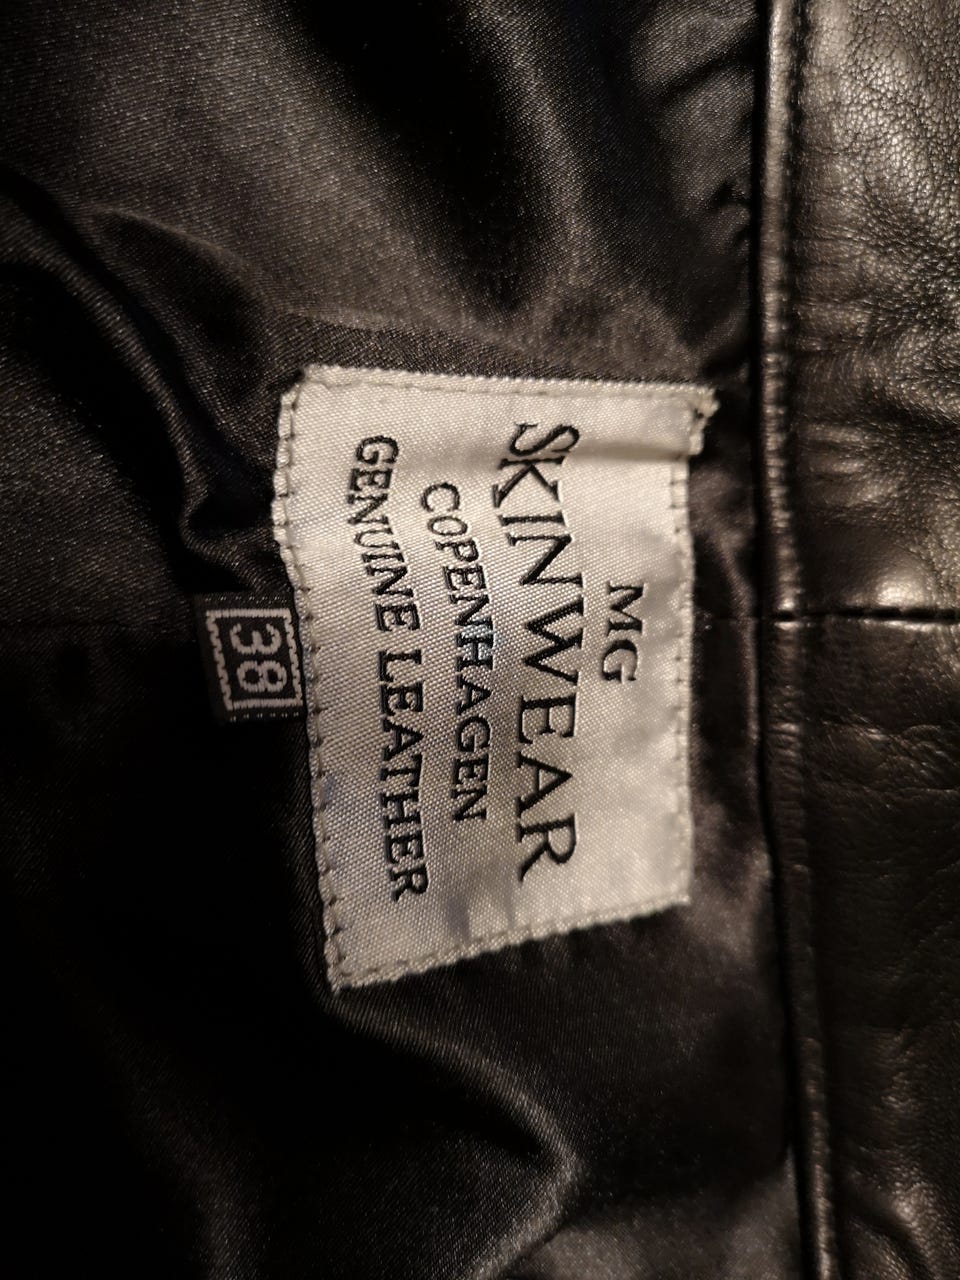 MG
SKINWEAR
COPENHAGEN
GENUINE LEATHER
38